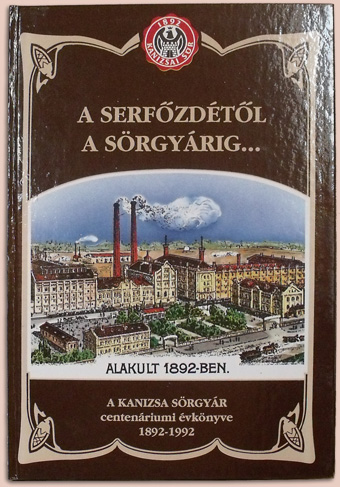 1892
KANIZSAI SÖR
A SERFŐZDÉTŐL
A SÖRGYÁRIG...
ALAKULT 1892-BEN.
A KANIZSA SÖRGYÁR
centenáriumi évkönyve
1892-1992